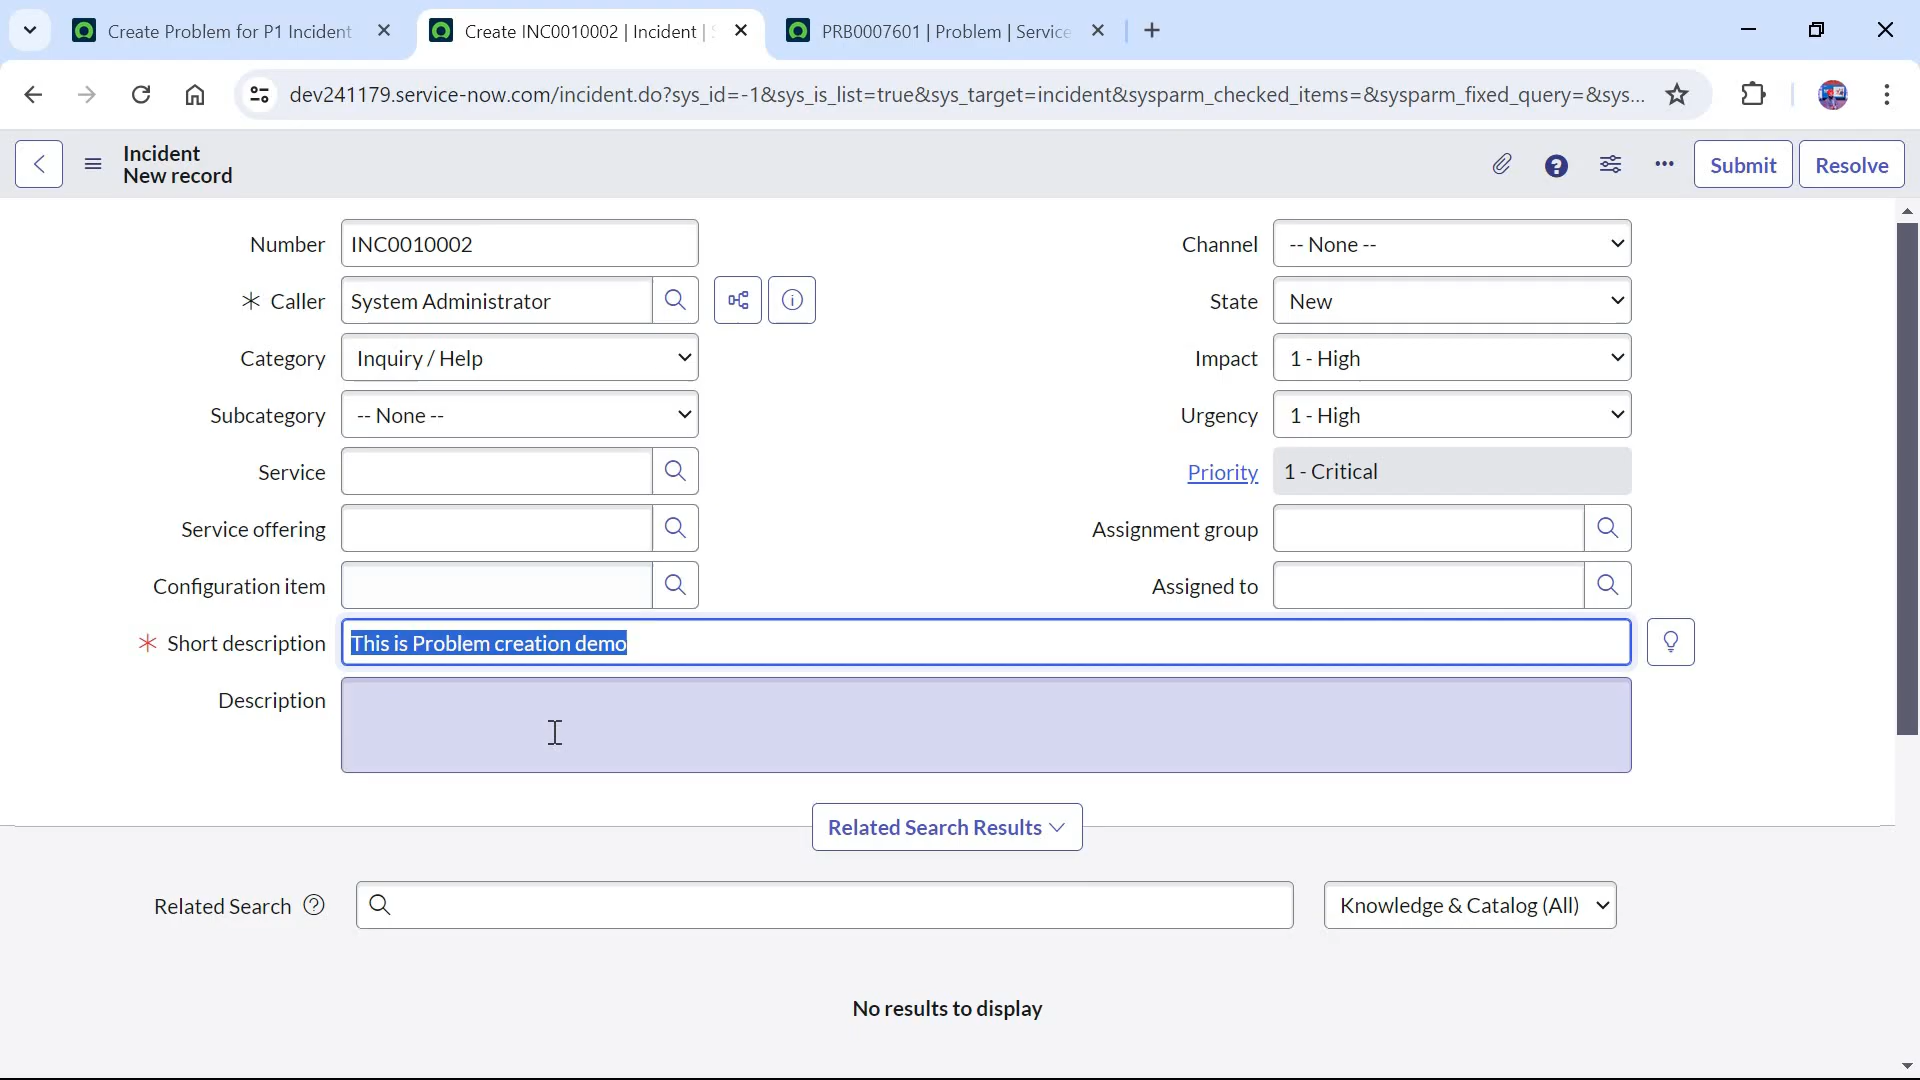 Create Problem for P1 Incident
Create INC0010002 | Incident | S
PRB0007601 | Problem | Service
dev241179.service-now.com/incident.do?sys_id=-1&sys_is_list=true&sys_target=incident&sysparm_checked_items=&sysparm_fixed_query=&sys...
Incident
New record
Submit
Resolve
Number
INC0010002
Channel
-- None --
* Caller
System Administrator
State
New
Category
Inquiry / Help
Impact
1 - High
Subcategory
-- None --
Urgency
1 - High
Service
Priority
1 - Critical
Service offering
Assignment group
Configuration item
Assigned to
* Short description
This is Problem creation demo
Description
Related Search Results
Related Search
Knowledge & Catalog (All)
No results to display